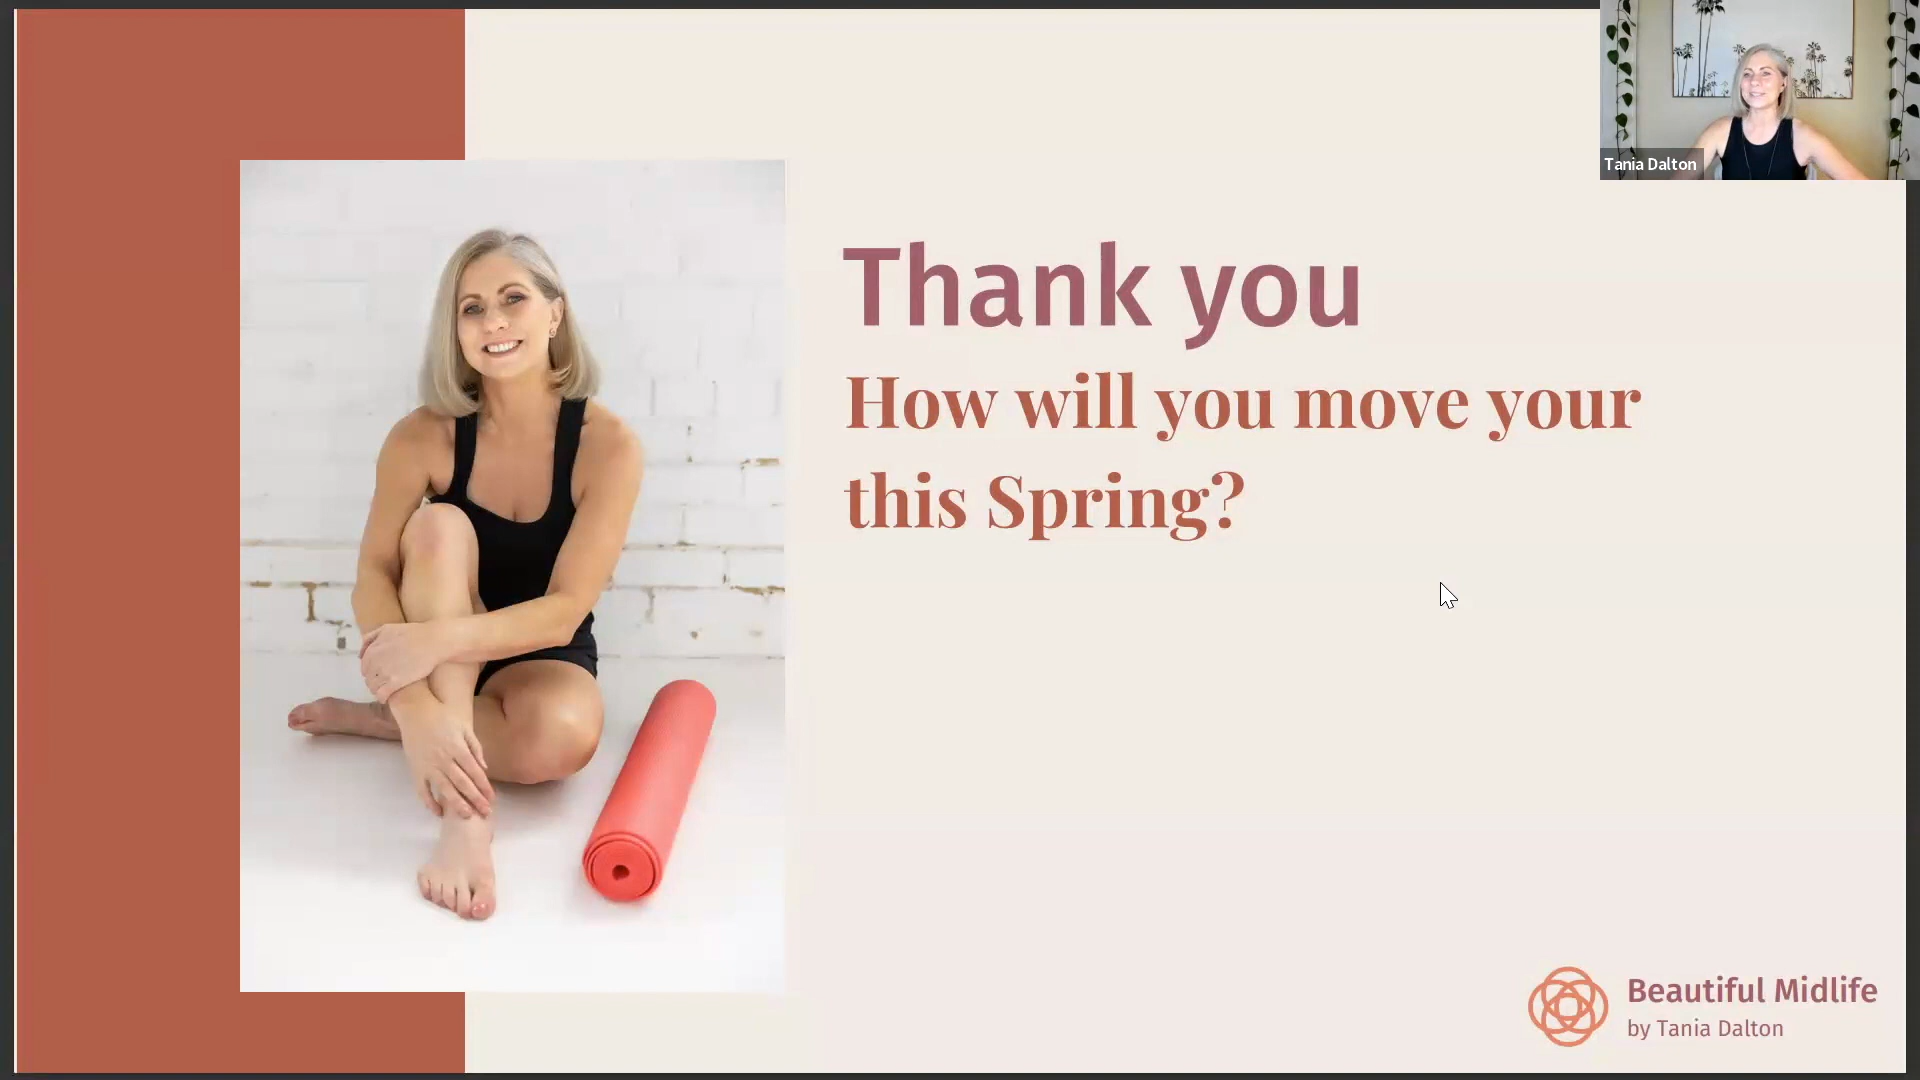 Tania Dalton
Thank you
How will you move your
this Spring?
Beautiful Midlife
by Tania Dalton